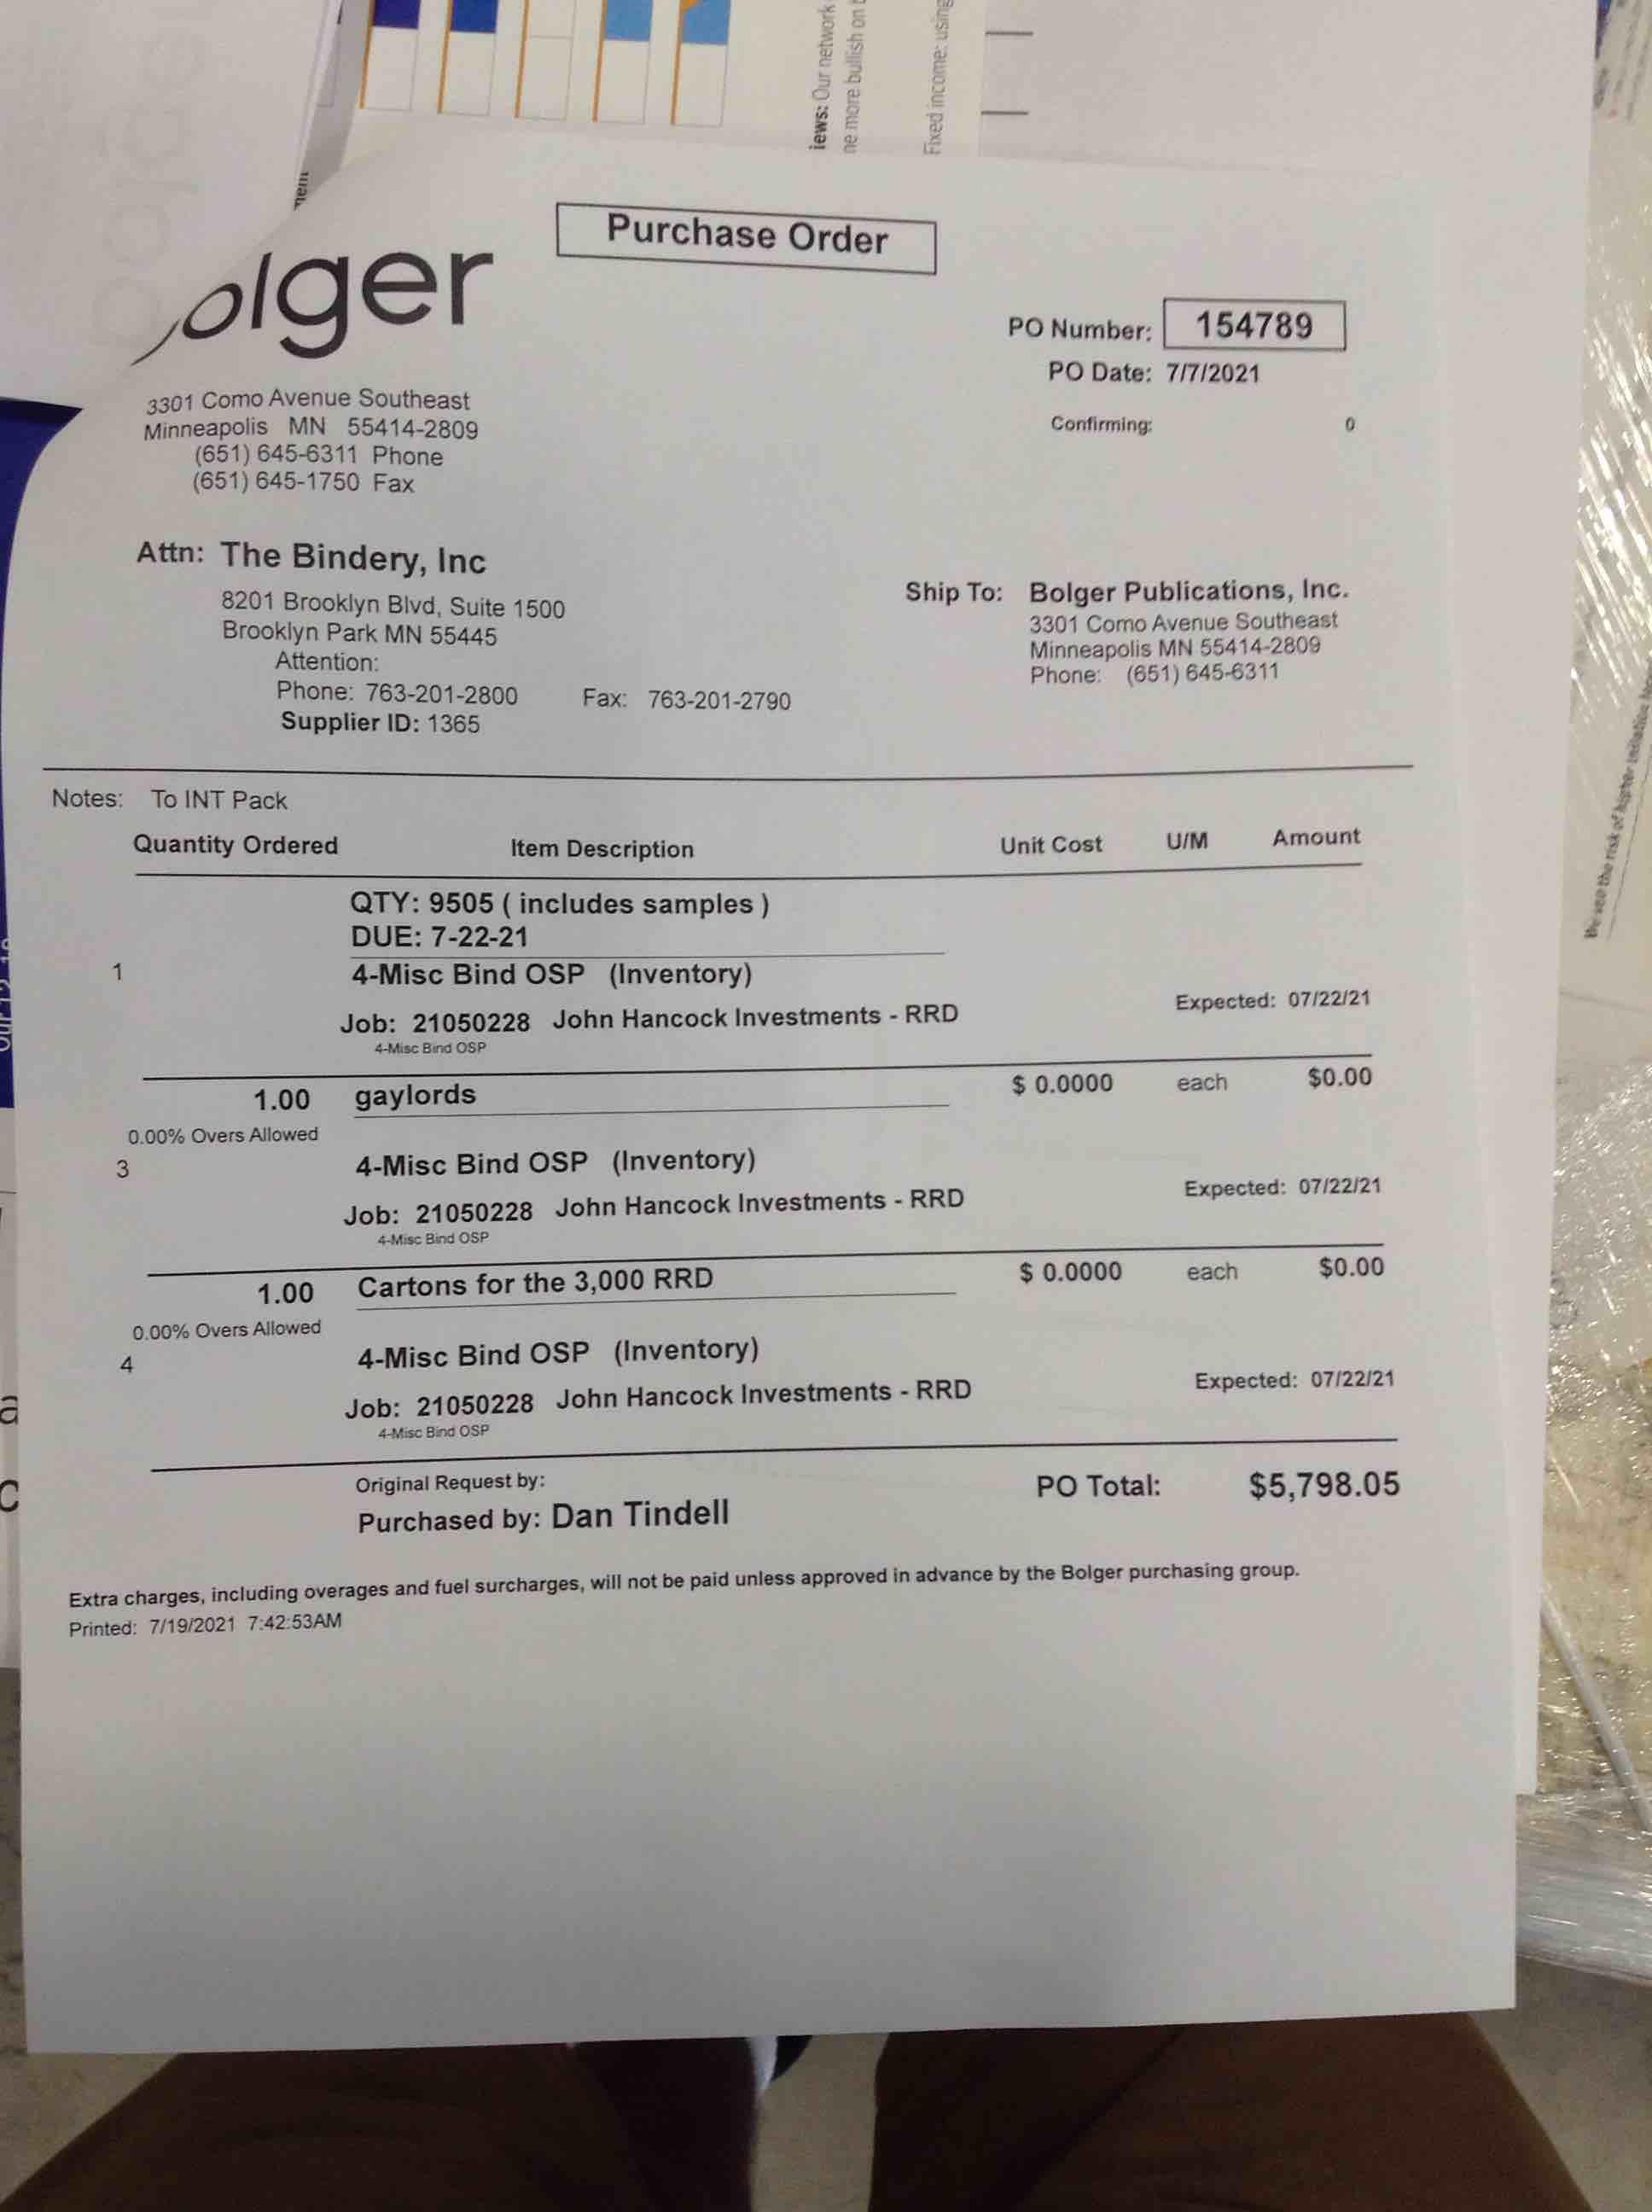 iews: Our network
ne more bullish on
Fixed income: using
Purchase Order
olger
PO Number: 154789
PO Date: 7/7/2021
Confirming: 0
3301 Como Avenue Southeast
Minneapolis MN 55414-2809
(651) 645-6311 Phone
(651) 645-1750 Fax
Attn: The Bindery, Inc
8201 Brooklyn Blvd, Suite 1500
Brooklyn Park MN 55445
Attention:
Phone: 763-201-2800 Fax: 763-201-2790
Supplier ID: 1365
Ship To: Bolger Publications, Inc.
3301 Como Avenue Southeast
Minneapolis MN 55414-2809
Phone: (651) 645-6311
Notes: To INT Pack
Quantity Ordered Item Description Unit Cost U/M Amount
QTY: 9505 ( includes samples )
DUE: 7-22-21
1 4-Misc Bind OSP (Inventory)
Job: 21050228 John Hancock Investments - RRD Expected: 07/22/21
4-Misc Bind OSP
1.00 gaylords $ 0.0000 each $0.00
0.00% Overs Allowed
3 4-Misc Bind OSP (Inventory)
Job: 21050228 John Hancock Investments - RRD Expected: 07/22/21
4-Misc Bind OSP
1.00 Cartons for the 3,000 RRD $ 0.0000 each $0.00
0.00% Overs Allowed
4 4-Misc Bind OSP (Inventory)
Job: 21050228 John Hancock Investments - RRD Expected: 07/22/21
4-Misc Bind OSP
Original Request by:
Purchased by: Dan Tindell
PO Total: $5,798.05
Extra charges, including overages and fuel surcharges, will not be paid unless approved in advance by the Bolger purchasing group.
Printed: 7/19/2021 7:42:53AM